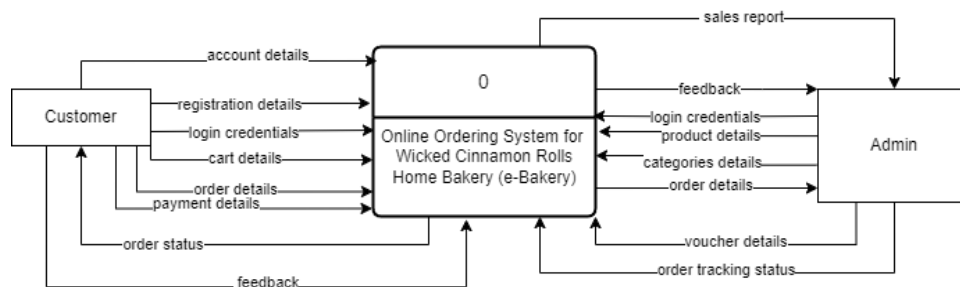 sales report
account details
0
feedback
Customer
registration details
login credentials
login credentials
product details
Admin
Online Ordering System for
Wicked Cinnamon Rolls
Home Bakery (e-Bakery)
cart details
categories details
order details
order details
payment details
order status
voucher details
order tracking status
feedback